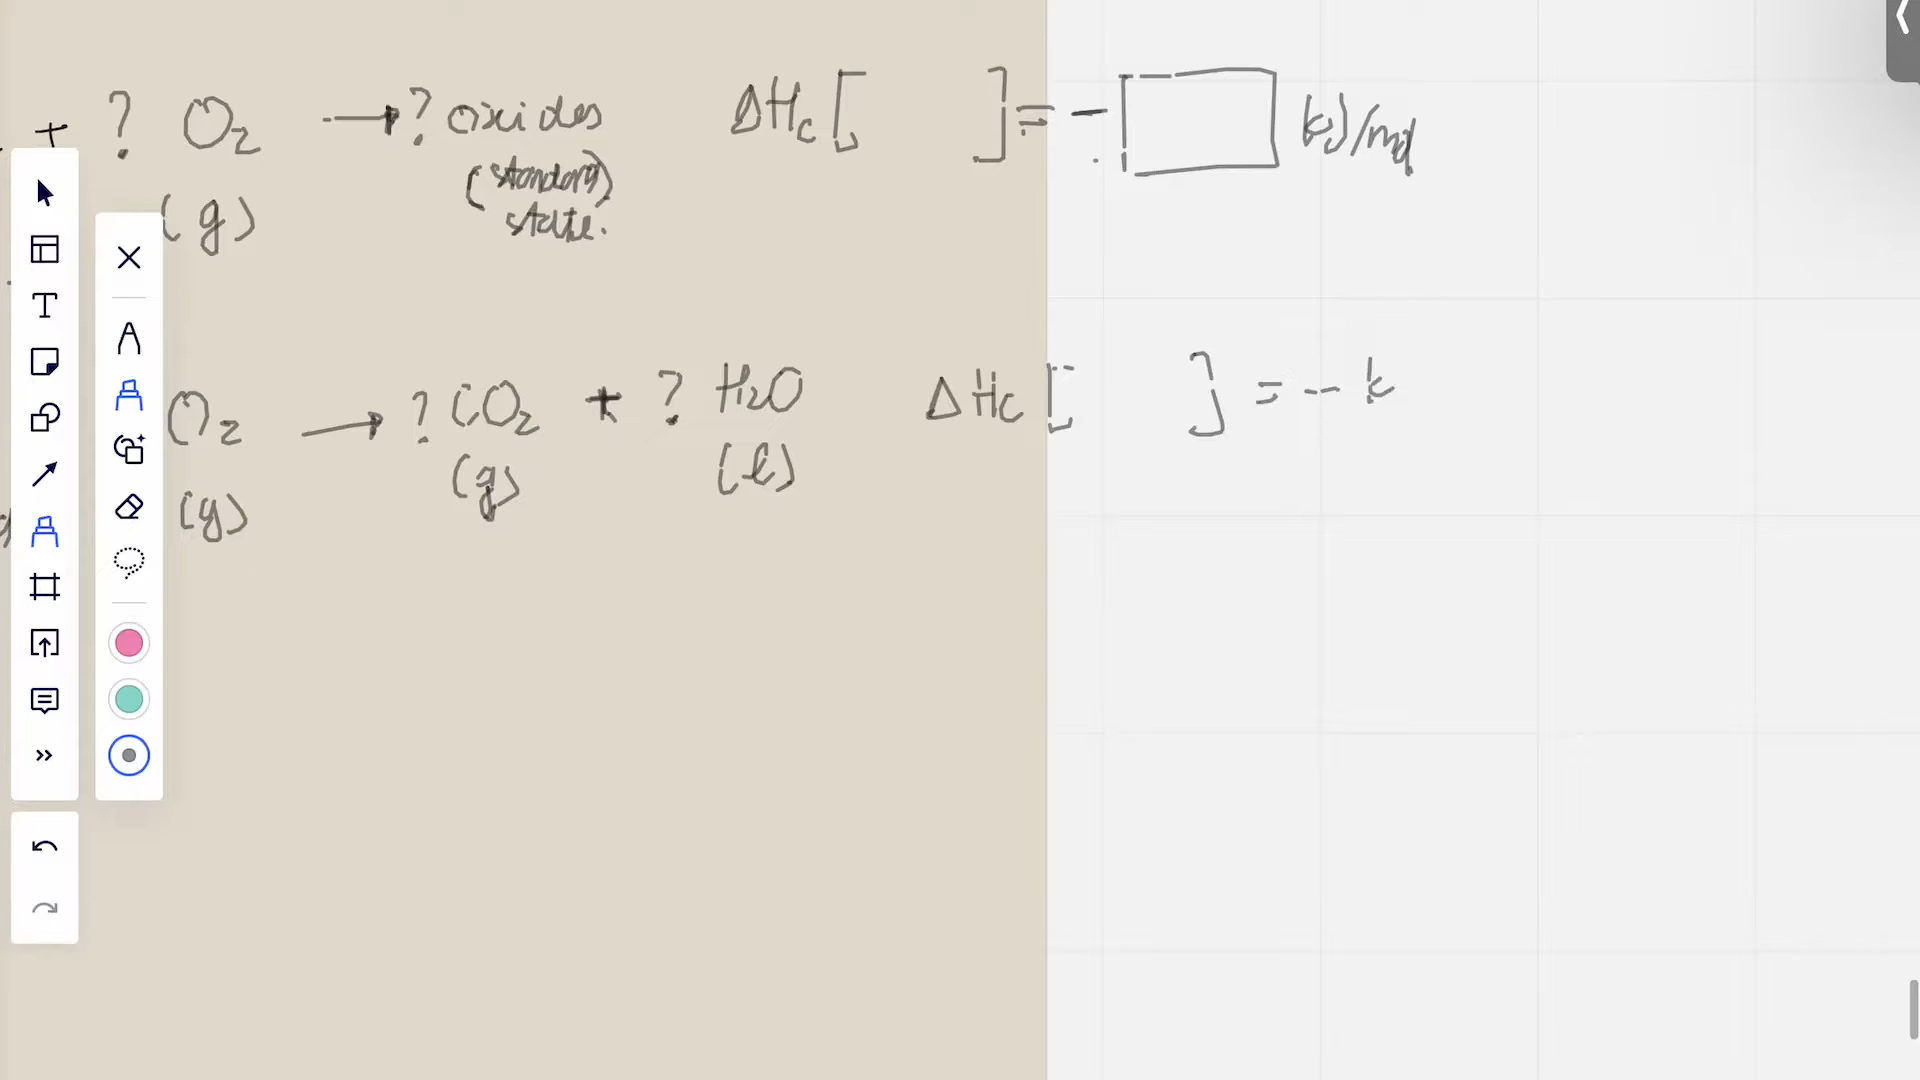 + ? O2 → ? oxides ΔHc [ ] = - kJ/mol
(g) (standard state.)
O2 → ? CO2 + ? H2O ΔHc [ ] = - k
(g) (g) (l)